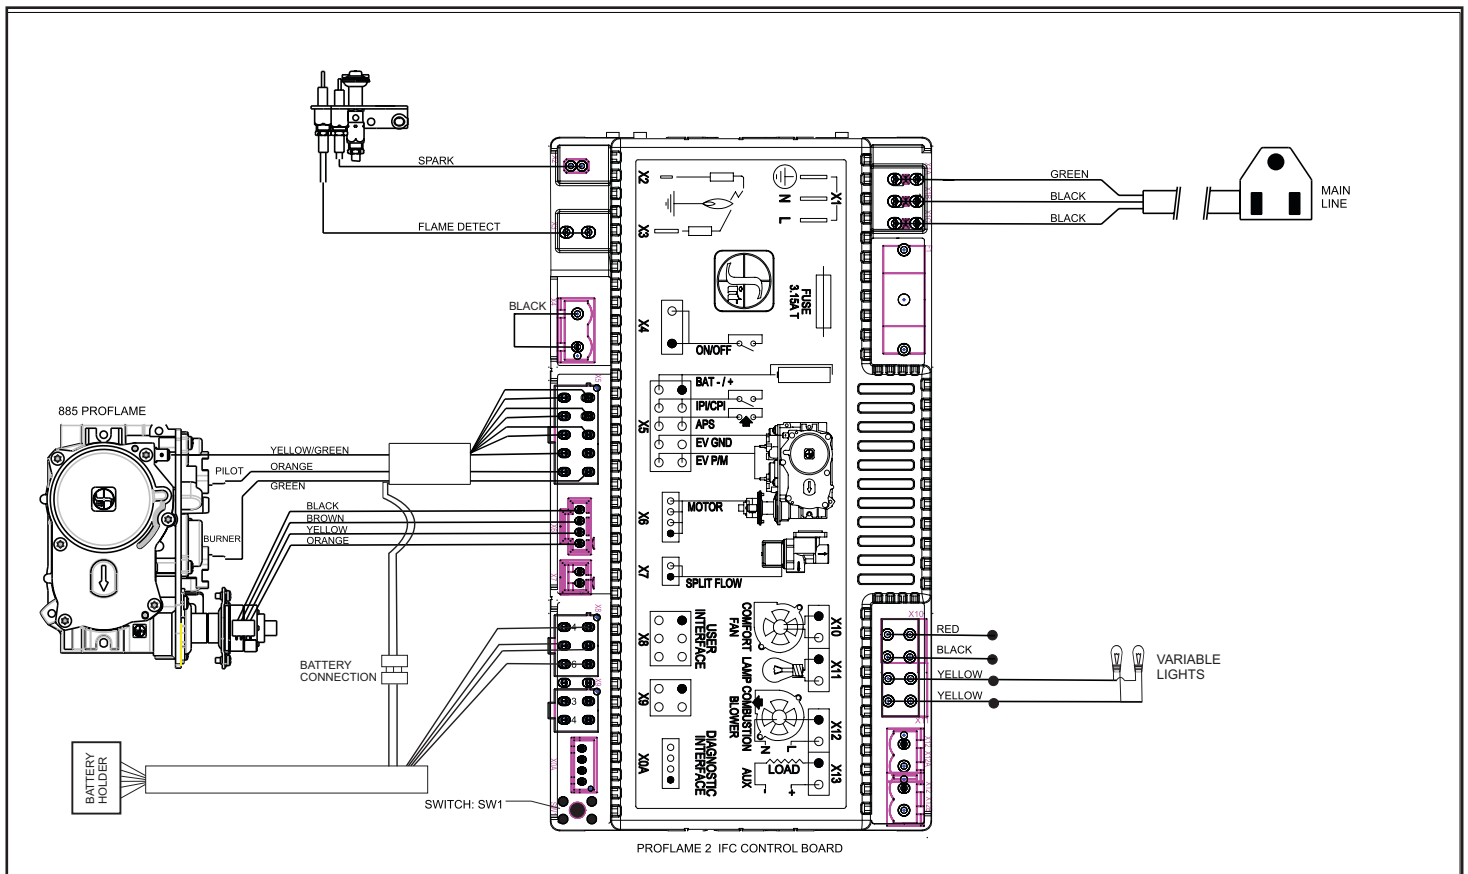 SPARK
FLAME DETECT
BLACK
885 PROFLAME
YELLOW/GREEN
PILOT
ORANGE
GREEN
BLACK
BROWN
YELLOW
ORANGE
BURNER
BATTERY
CONNECTION
BATTERY
HOLDER
SWITCH: SW1
X2
X3
X4
X5
X6
X7
X8
X9
X0A
N
L
X1
FUSE
3.15A T
ON/OFF
BAT - / +
IPI/CPI
APS
EV GND
EV P/M
MOTOR
SPLIT FLOW
USER
INTERFACE
DIAGNOSTIC
INTERFACE
COMFORT
FAN
LAMP
COMBUSTION
BLOWER
N
L
AUX
LOAD
- +
X10
X11
X12
X13
GREEN
BLACK
BLACK
MAIN
LINE
X10
RED
BLACK
YELLOW
YELLOW
VARIABLE
LIGHTS
PROFLAME 2 IFC CONTROL BOARD